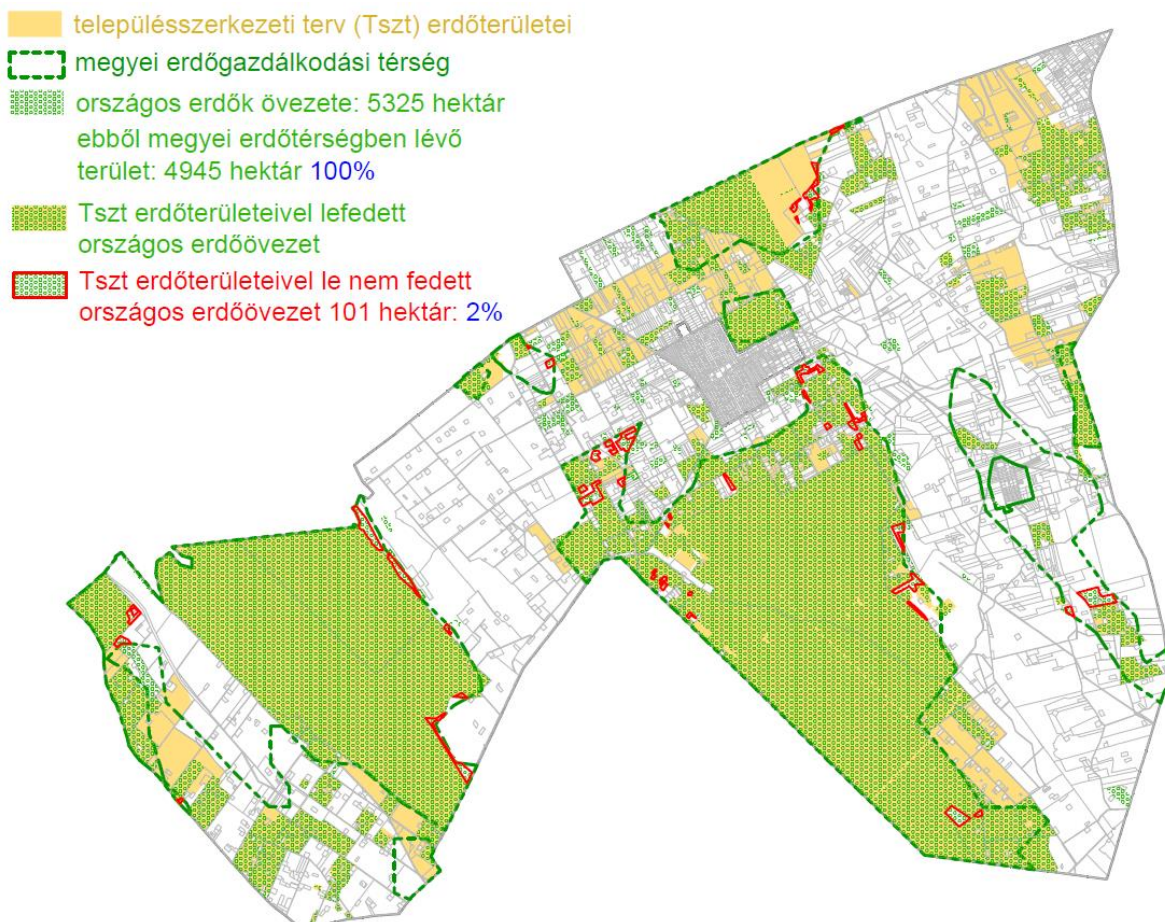 településszerkezeti terv (Tszt) erdőterületei
megyei erdőgazdálkodási térség
országos erdők övezete: 5325 hektár
ebből megyei erdőtérségben lévő
terület: 4945 hektár 100%
Tszt erdőterületeivel lefedett
országos erdőövezet
Tszt erdőterületeivel le nem fedett
országos erdőövezet 101 hektár: 2%